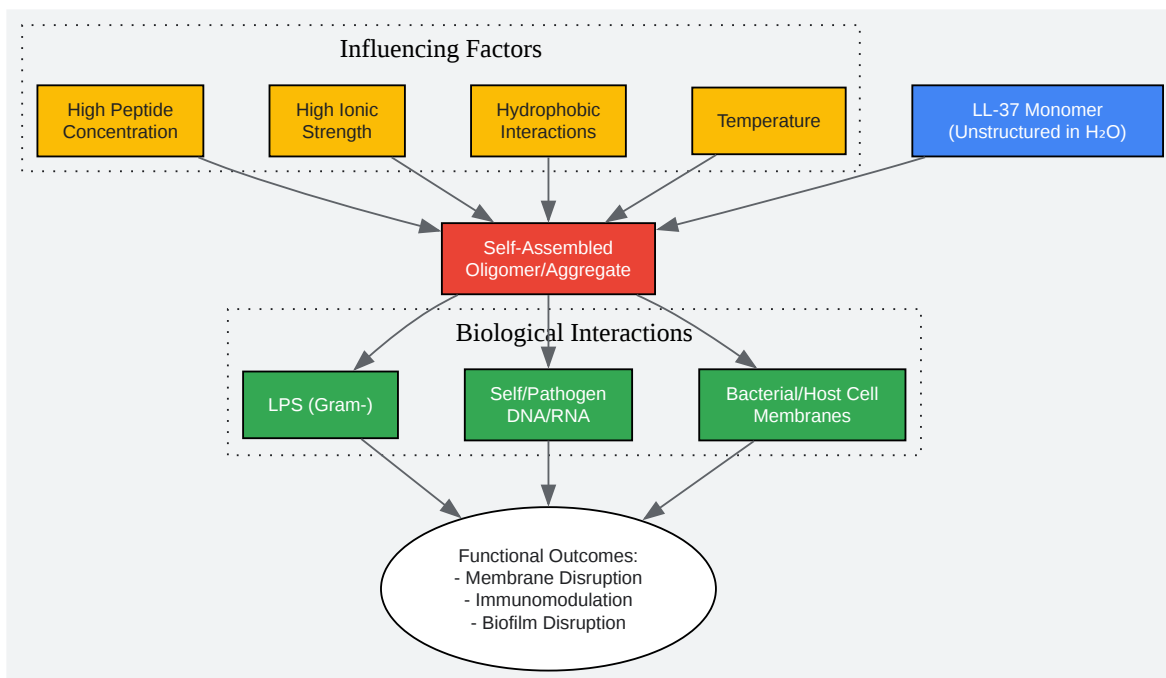 Influencing Factors
High Peptide
Concentration
High Ionic
Strength
Hydrophobic
Interactions
Temperature
LL-37 Monomer
(Unstructured in H₂O)
Self-Assembled
Oligomer/Aggregate
Biological Interactions
LPS (Gram-)
Self/Pathogen
DNA/RNA
Bacterial/Host Cell
Membranes
Functional Outcomes:
- Membrane Disruption
- Immunomodulation
- Biofilm Disruption